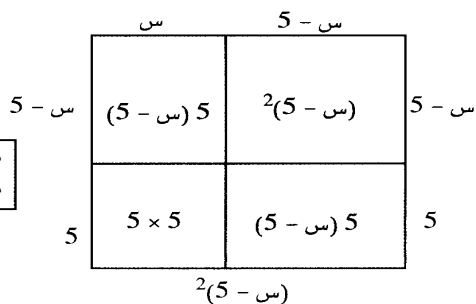 س – 5 س
س – 5 (س – 5)² 5 (س – 5) س – 5
5 5 (س – 5) 5 × 5 5
(س – 5)²